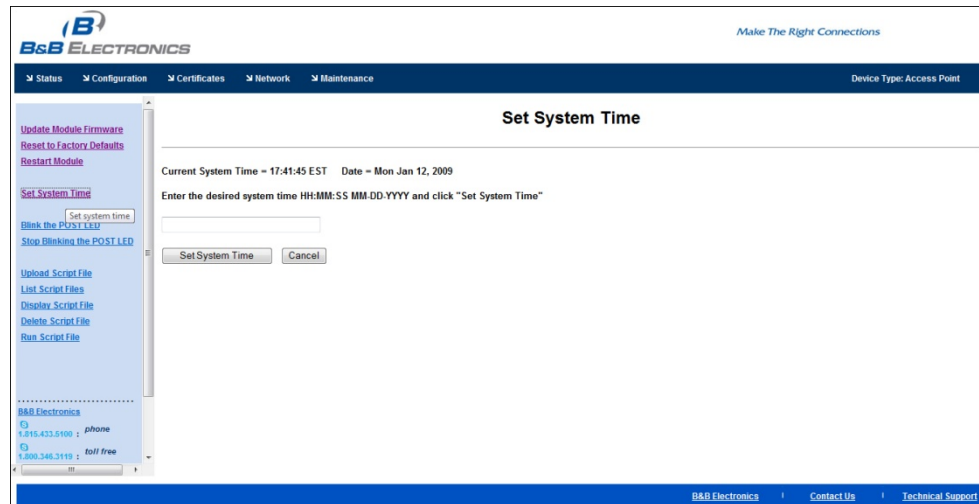 B
B&B ELECTRONICS
Make The Right Connections
Status Configuration Certificates Network Maintenance Device Type: Access Point
Update Module Firmware
Reset to Factory Defaults
Restart Module
Set System Time
Set system time
Blink the POST LED
Stop Blinking the POST LED
Upload Script File
List Script Files
Display Script File
Delete Script File
Run Script File
B&B Electronics
1.815.433.5100 : phone
1.800.346.3119 : toll free
Set System Time
Current System Time = 17:41:45 EST Date = Mon Jan 12, 2009
Enter the desired system time HH:MM:SS MM-DD-YYYY and click "Set System Time"
Set System Time Cancel
B&B Electronics | Contact Us | Technical Support